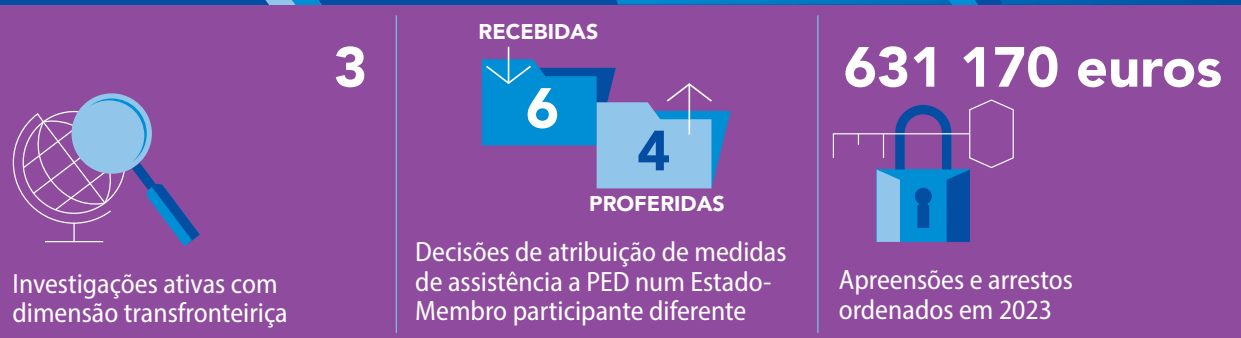 3
Investigações ativas com
dimensão transfronteiriça
RECEBIDAS
6
4
PROFERIDAS
Decisões de atribuição de medidas
de assistência a PED num Estado-
Membro participante diferente
631 170 euros
Apreensões e arrestos
ordenados em 2023